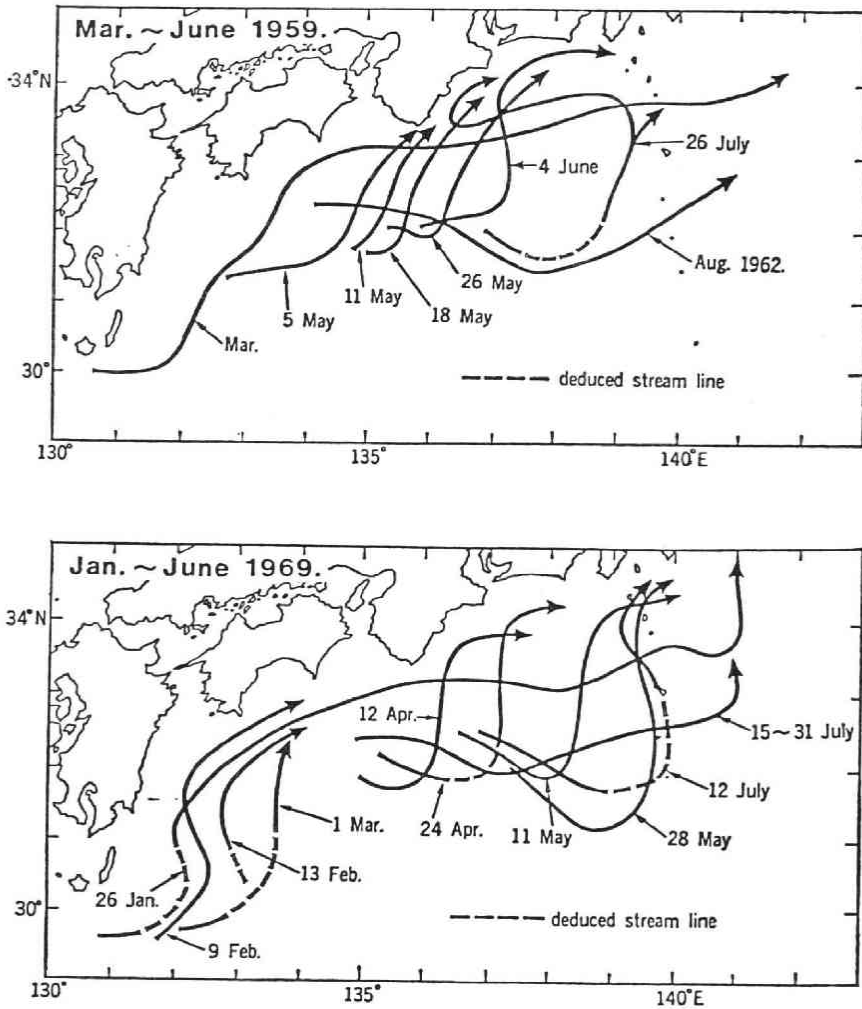 Mar. ~ June 1959.
34°N
26 July
4 June
Aug. 1962.
26 May
11 May
18 May
5 May
Mar.
30°
deduced stream line
130°
135°
140°E
Jan. ~ June 1969.
34°N
12 Apr.
15~31 July
12 July
24 Apr.
11 May
28 May
1 Mar.
13 Feb.
26 Jan.
30°
deduced stream line
9 Feb.
130°
135°
140°E